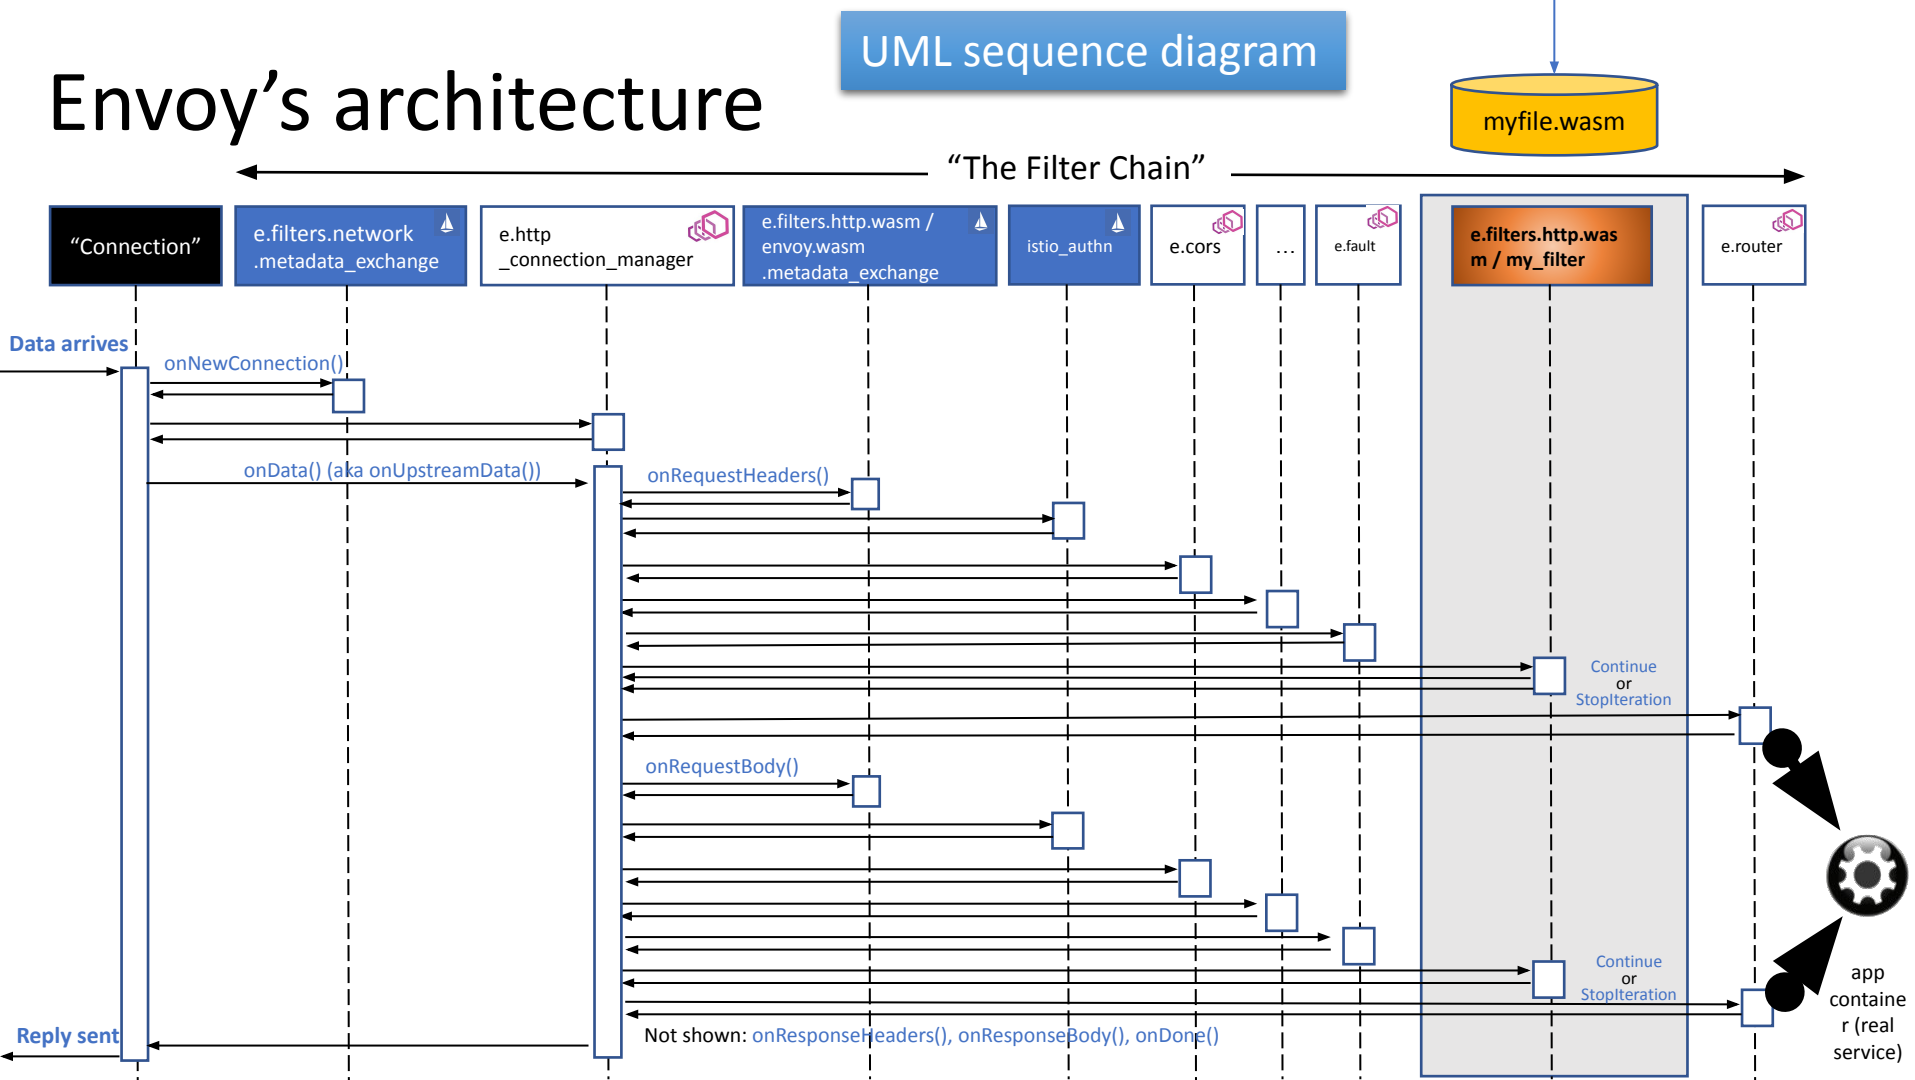 UML sequence diagram
Envoy’s architecture
myfile.wasm
“The Filter Chain”
“Connection”
e.filters.network
.metadata_exchange
e.http
_connection_manager
e.filters.http.wasm /
envoy.wasm
.metadata_exchange
istio_authn
e.cors
...
e.fault
e.filters.http.was
m / my_filter
e.router
Data arrives
onNewConnection()
onData() (aka onUpstreamData())
onRequestHeaders()
Continue
or
StopIteration
onRequestBody()
Continue
or
StopIteration
app
containe
r (real
service)
Reply sent
Not shown: onResponseHeaders(), onResponseBody(), onDone()